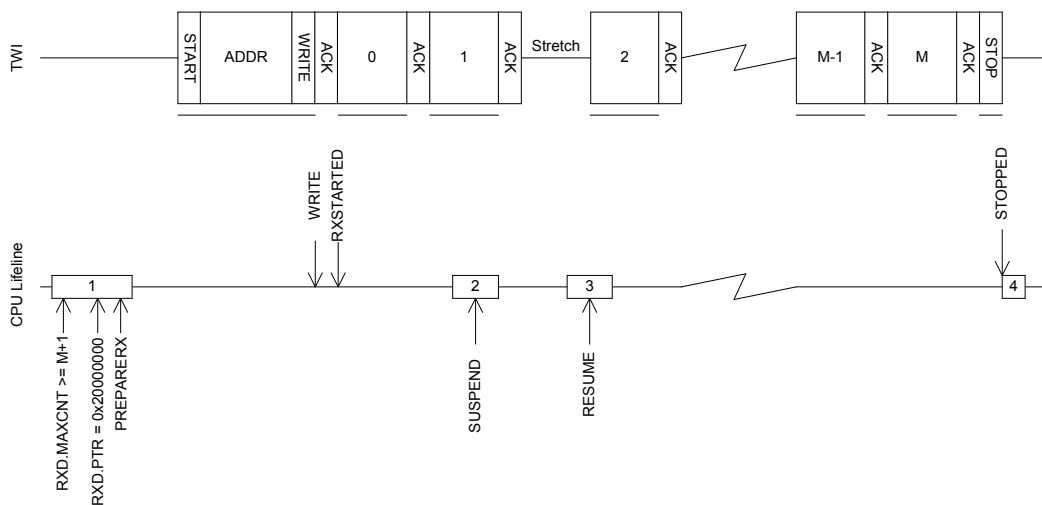 TWI
START
ADDR
WRITE
ACK
0
ACK
1
ACK
Stretch
2
ACK
M-1
ACK
M
ACK
STOP
WRITE
RXSTARTED
STOPPED
CPU Lifeline
1
2
3
4
RXD.MAXCNT >= M+1
RXD.PTR = 0x20000000
PREPARERX
SUSPEND
RESUME